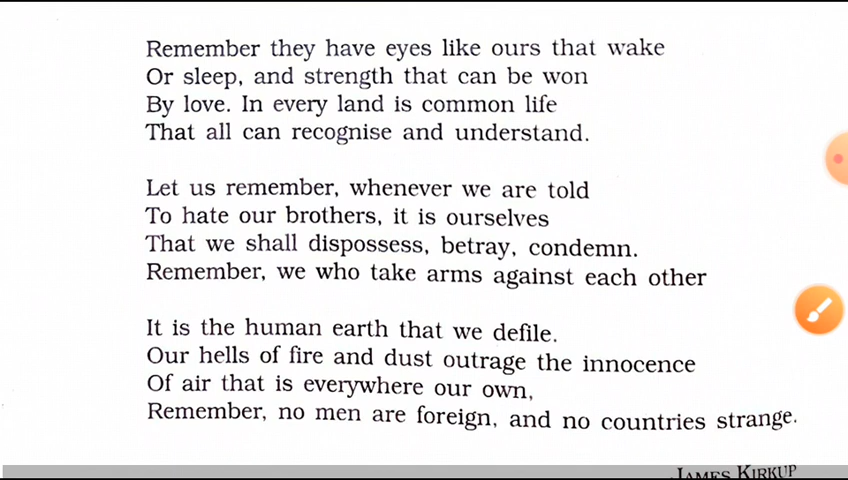 Remember they have eyes like ours that wake
Or sleep, and strength that can be won
By love. In every land is common life
That all can recognise and understand.
Let us remember, whenever we are told
To hate our brothers, it is ourselves
That we shall dispossess, betray, condemn.
Remember, we who take arms against each other
It is the human earth that we defile.
Our hells of fire and dust outrage the innocence
Of air that is everywhere our own,
Remember, no men are foreign, and no countries strange.
JAMES KIRKUP